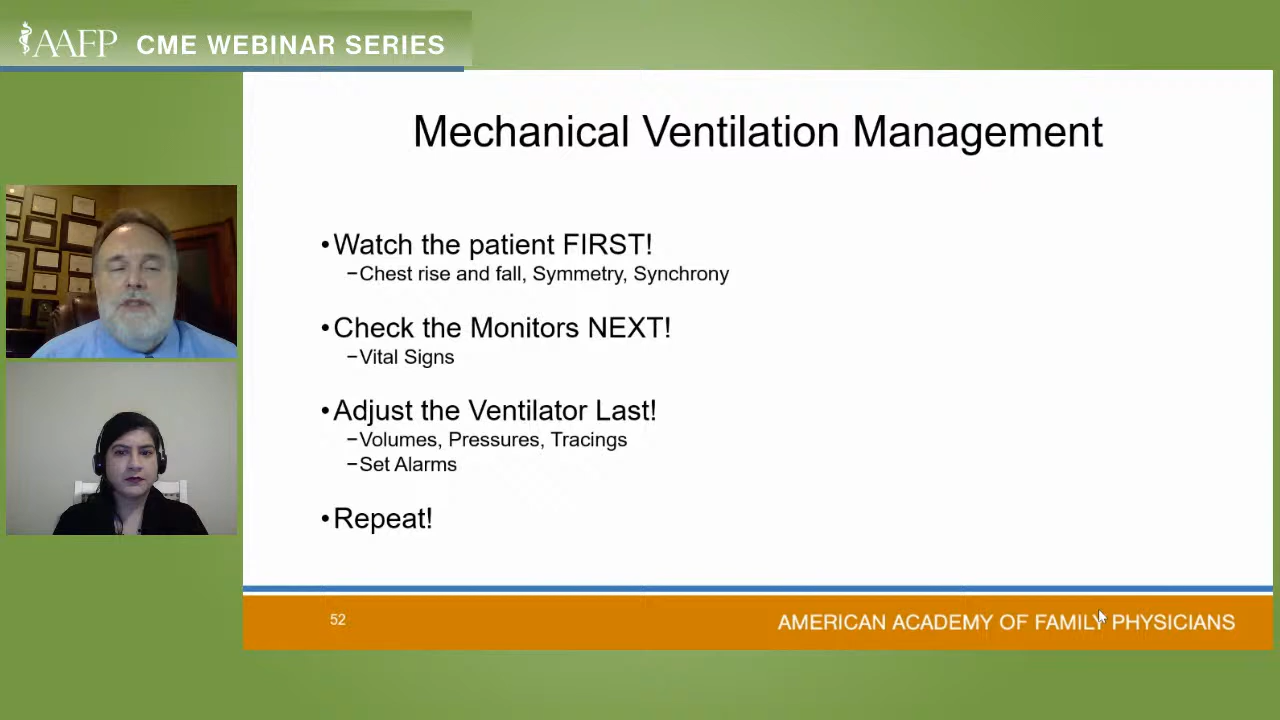 AAFP CME WEBINAR SERIES
Mechanical Ventilation Management
•Watch the patient FIRST!
–Chest rise and fall, Symmetry, Synchrony
•Check the Monitors NEXT!
–Vital Signs
•Adjust the Ventilator Last!
–Volumes, Pressures, Tracings
–Set Alarms
•Repeat!
52
AMERICAN ACADEMY OF FAMILY PHYSICIANS